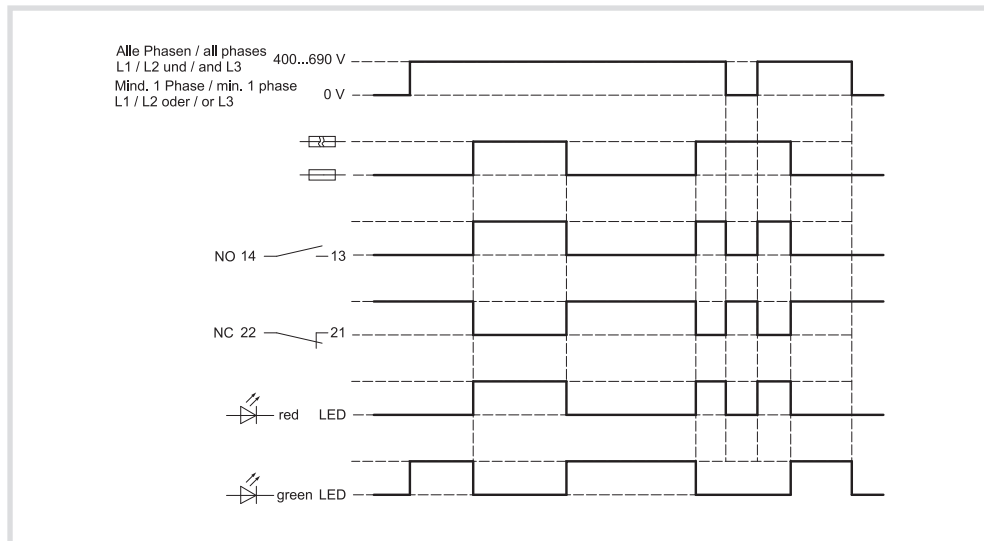 Alle Phasen / all phases
L1 / L2 und / and L3
400...690 V
Mind. 1 Phase / min. 1 phase
L1 / L2 oder / or L3
0 V
NO 14
13
NC 22
21
red LED
green LED